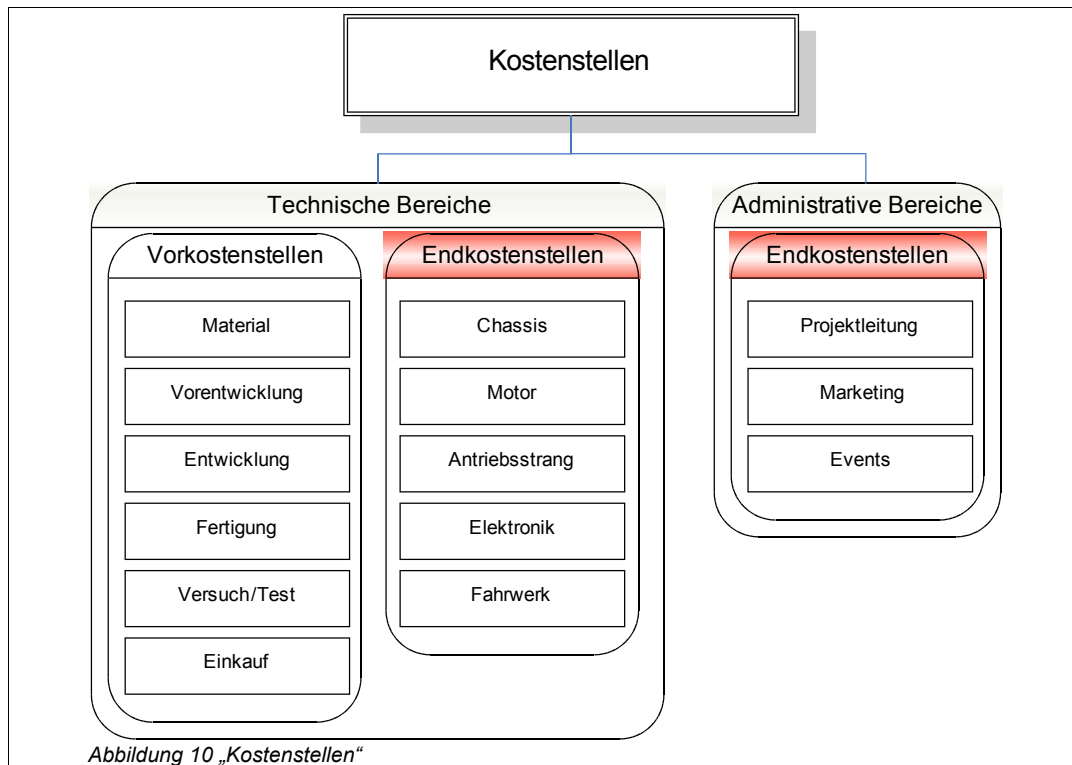 Kostenstellen
Technische Bereiche
Vorkostenstellen
Material
Vorentwicklung
Entwicklung
Fertigung
Versuch/Test
Einkauf
Endkostenstellen
Chassis
Motor
Antriebsstrang
Elektronik
Fahrwerk
Administrative Bereiche
Endkostenstellen
Projektleitung
Marketing
Events
Abbildung 10 „Kostenstellen“